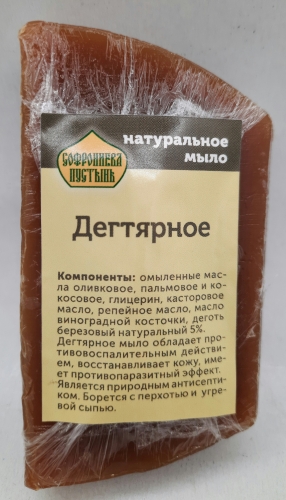 натуральное
мыло
СОФРОНИЕВА
ПУСТЫНЬ
Дегтярное
Компоненты: омыленные мас-
ла оливковое, пальмовое и ко-
косовое, глицерин, касторовое
масло, репейное масло, масло
виноградной косточки, деготь
березовый натуральный 5%.
Дегтярное мыло обладает про-
тивовоспалительным действи-
ем, восстанавливает кожу, име-
ет противопаразитный эффект.
Является природным антисепти-
ком. Борется с перхотью и угре-
вой сыпью.